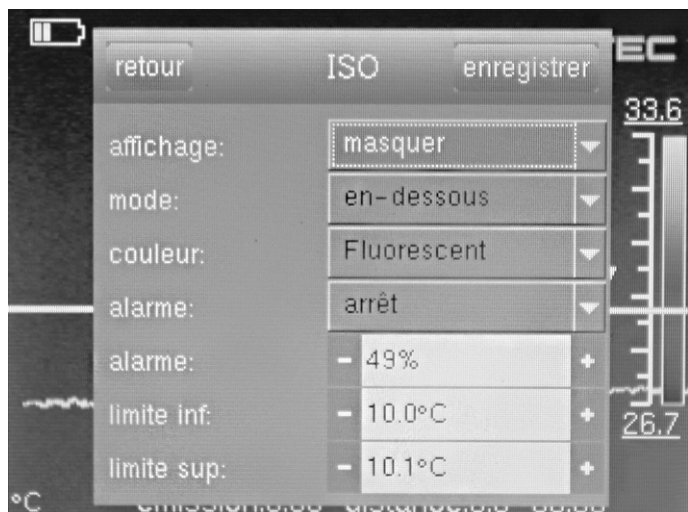 EC
retour ISO enregistrer
33.6
affichage: masquer
mode: en-dessous
couleur: Fluorescent
alarme: arrêt
alarme: - 49% +
limite inf: - 10.0°C +
26.7
limite sup: - 10.1°C +
°C